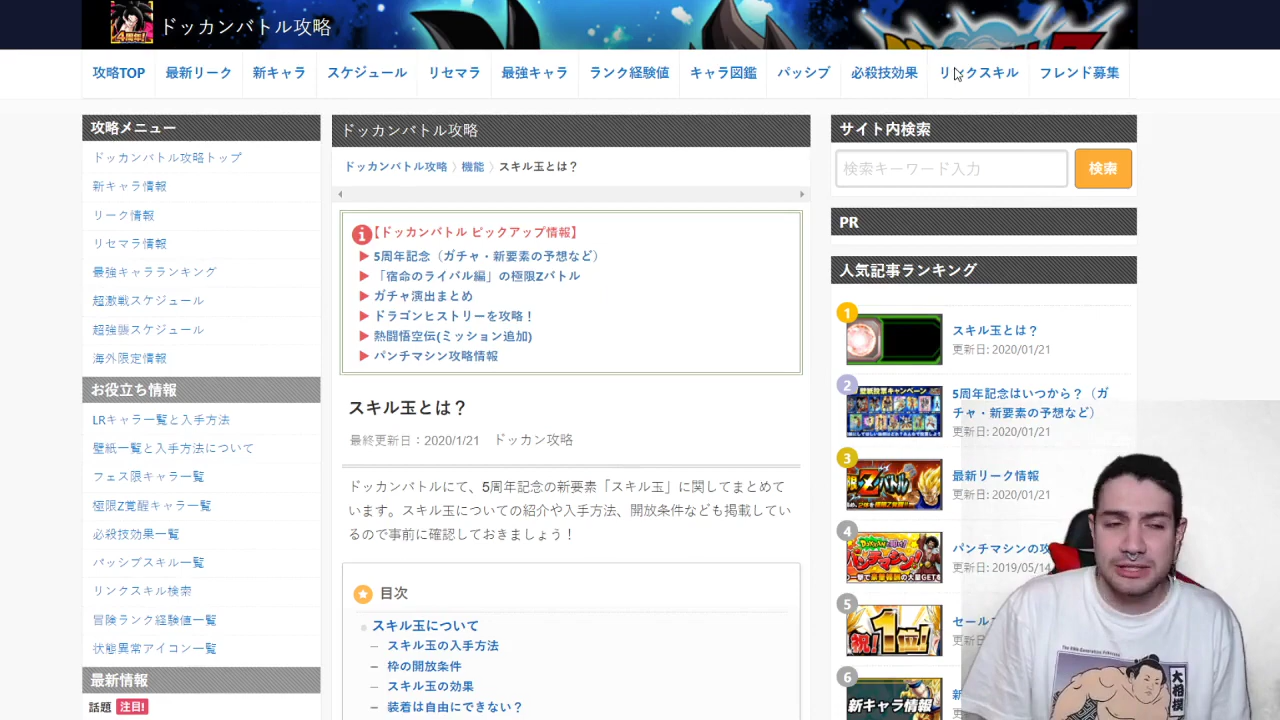 4周年!
ドッカンバトル攻略
攻略TOP 最新リーク 新キャラ スケジュール リセマラ 最強キャラ ランク経験値 キャラ図鑑 パッシブ 必殺技効果 リンクスキル フレンド募集
攻略メニュー
ドッカンバトル攻略トップ
新キャラ情報
リーク情報
リセマラ情報
最強キャラランキング
超激戦スケジュール
超強襲スケジュール
海外限定情報
お役立ち情報
LRキャラ一覧と入手方法
壁紙一覧と入手方法について
フェス限キャラ一覧
極限Z覚醒キャラ一覧
必殺技効果一覧
パッシブスキル一覧
リンクスキル検索
冒険ランク経験値一覧
状態異常アイコン一覧
最新情報
話題 注目!
ドッカンバトル攻略
ドッカンバトル攻略 〉機能 〉スキル玉とは？
【ドッカンバトル ピックアップ情報】
▶ 5周年記念（ガチャ・新要素の予想など）
▶ 「宿命のライバル編」の極限Zバトル
▶ ガチャ演出まとめ
▶ ドラゴンヒストリーを攻略！
▶ 熱闘悟空伝(ミッション追加)
▶ パンチマシン攻略情報
スキル玉とは？
最終更新日：2020/1/21 ドッカン攻略
ドッカンバトルにて、5周年記念の新要素「スキル玉」に関してまとめて
います。スキル玉についての紹介や入手方法、開放条件なども掲載してい
るので事前に確認しておきましょう！
目次
スキル玉について
– スキル玉の入手方法
– 枠の開放条件
– スキル玉の効果
– 装着は自由にできない？
サイト内検索
検索キーワード入力 検索
PR
人気記事ランキング
1
スキル玉とは？
更新日: 2020/01/21
2
5周年記念はいつから？（ガ
チャ・新要素の予想など）
更新日: 2020/01/21
3
最新リーク情報
更新日: 2020/01/21
4
パンチマシンの攻
更新日: 2019/05/14
5
祝!1位!
セール
更新日
6
新キャラ情報
新
大相撲